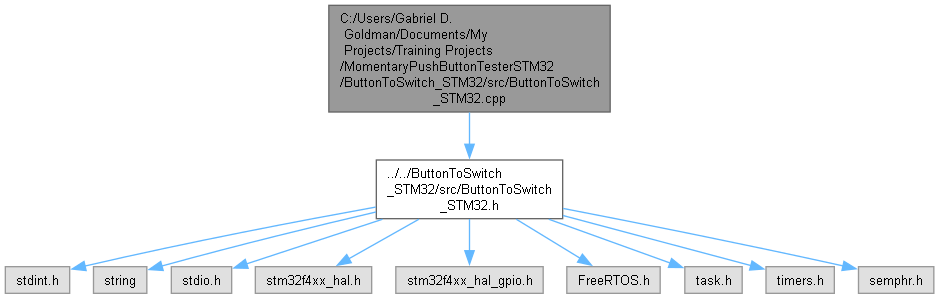 C:/Users/Gabriel D.
Goldman/Documents/My
Projects/Training Projects
/MomentaryPushButtonTesterSTM32
/ButtonToSwitch_STM32/src/ButtonToSwitch
_STM32.cpp
../../ButtonToSwitch
_STM32/src/ButtonToSwitch
_STM32.h
stdint.h
string
stdio.h
stm32f4xx_hal.h
stm32f4xx_hal_gpio.h
FreeRTOS.h
task.h
timers.h
semphr.h